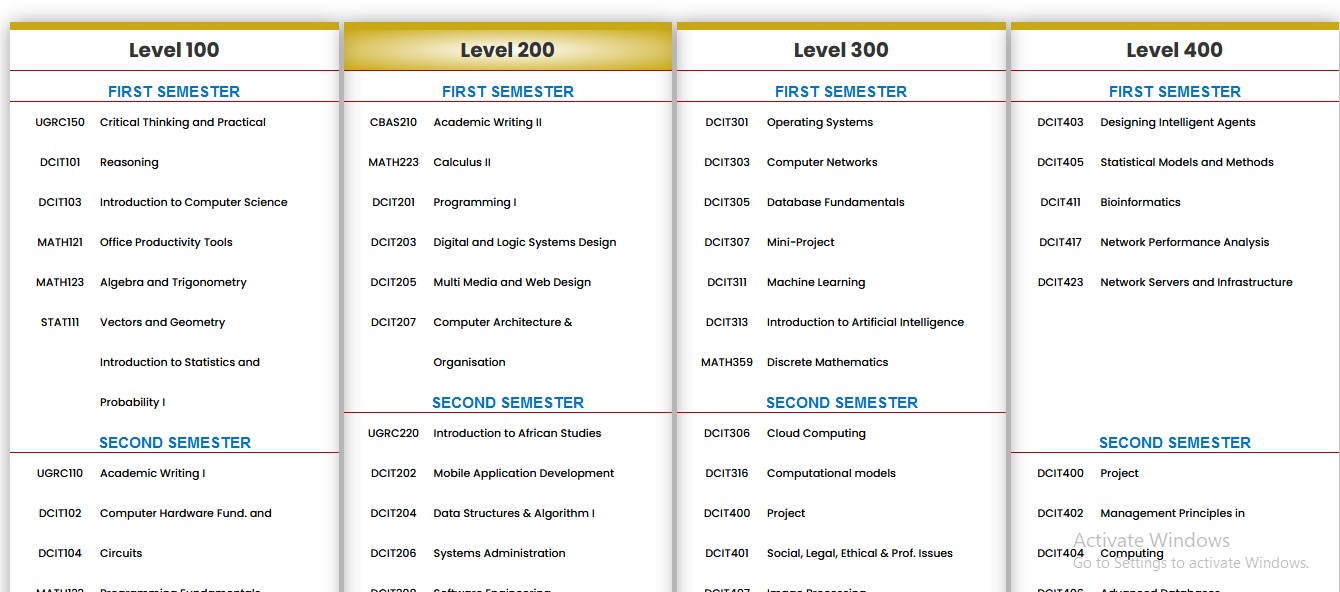 Level 100
FIRST SEMESTER
UGRC150 Critical Thinking and Practical
DCIT101 Reasoning
DCIT103 Introduction to Computer Science
MATH121 Office Productivity Tools
MATH123 Algebra and Trigonometry
STAT111 Vectors and Geometry
Introduction to Statistics and
Probability I
SECOND SEMESTER
UGRC110 Academic Writing I
DCIT102 Computer Hardware Fund. and
DCIT104 Circuits
Programming Fundamentals
Level 200
FIRST SEMESTER
CBAS210 Academic Writing II
MATH223 Calculus II
DCIT201 Programming I
DCIT203 Digital and Logic Systems Design
DCIT205 Multi Media and Web Design
DCIT207 Computer Architecture &
Organisation
SECOND SEMESTER
UGRC220 Introduction to African Studies
DCIT202 Mobile Application Development
DCIT204 Data Structures & Algorithm I
DCIT206 Systems Administration
DCIT208 Software Engineering
Level 300
FIRST SEMESTER
DCIT301 Operating Systems
DCIT303 Computer Networks
DCIT305 Database Fundamentals
DCIT307 Mini-Project
DCIT311 Machine Learning
DCIT313 Introduction to Artificial Intelligence
MATH359 Discrete Mathematics
SECOND SEMESTER
DCIT306 Cloud Computing
DCIT316 Computational models
DCIT400 Project
DCIT401 Social, Legal, Ethical & Prof. Issues
Image Processing
Level 400
FIRST SEMESTER
DCIT403 Designing Intelligent Agents
DCIT405 Statistical Models and Methods
DCIT411 Bioinformatics
DCIT417 Network Performance Analysis
DCIT423 Network Servers and Infrastructure
SECOND SEMESTER
DCIT400 Project
DCIT402 Management Principles in
DCIT404 Computing
Advanced Databases
Activate Windows
Go to Settings to activate Windows.